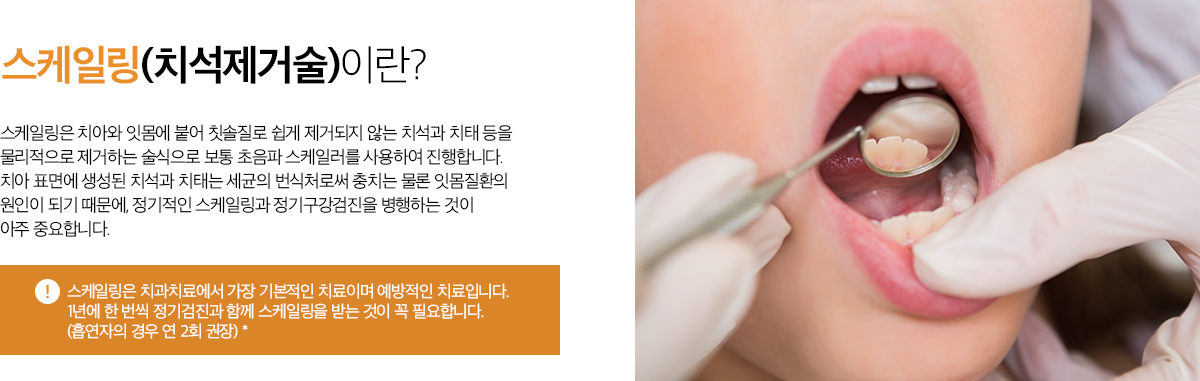 스케일링(치석제거술)이란?
스케일링은 치아와 잇몸에 붙어 칫솔질로 쉽게 제거되지 않는 치석과 치태 등을
물리적으로 제거하는 술식으로 보통 초음파 스케일러를 사용하여 진행합니다.
치아 표면에 생성된 치석과 치태는 세균의 번식처로써 충치는 물론 잇몸질환의
원인이 되기 때문에, 정기적인 스케일링과 정기구강검진을 병행하는 것이
아주 중요합니다.
! 스케일링은 치과치료에서 가장 기본적인 치료이며 예방적인 치료입니다.
1년에 한 번씩 정기검진과 함께 스케일링을 받는 것이 꼭 필요합니다.
(흡연자의 경우 연 2회 권장) *